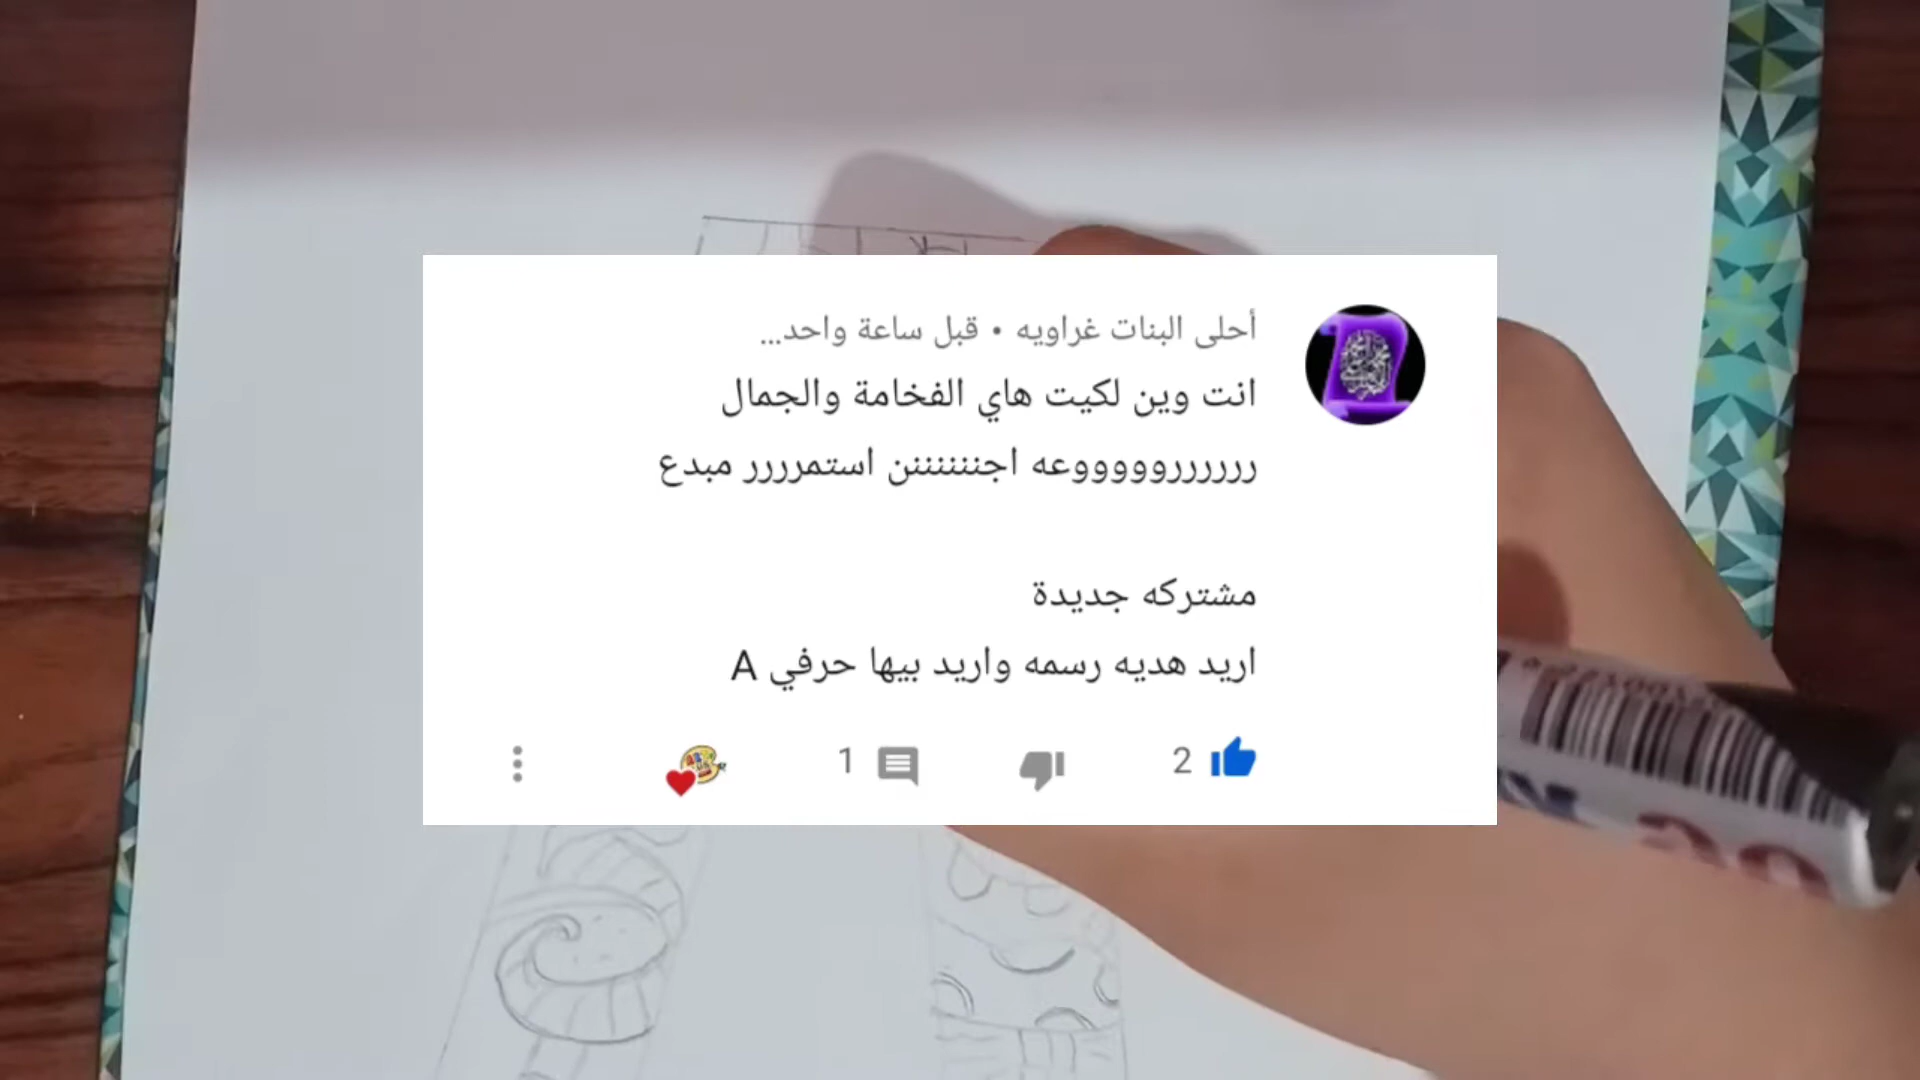 أحلى البنات غراويه • قبل ساعة واحد...
انت وين لكيت هاي الفخامة والجمال
ررررررووووووعه اجننننننن استمرررر مبدع
مشتركه جديدة
اريد هديه رسمه واريد بيها حرفي A
2
1